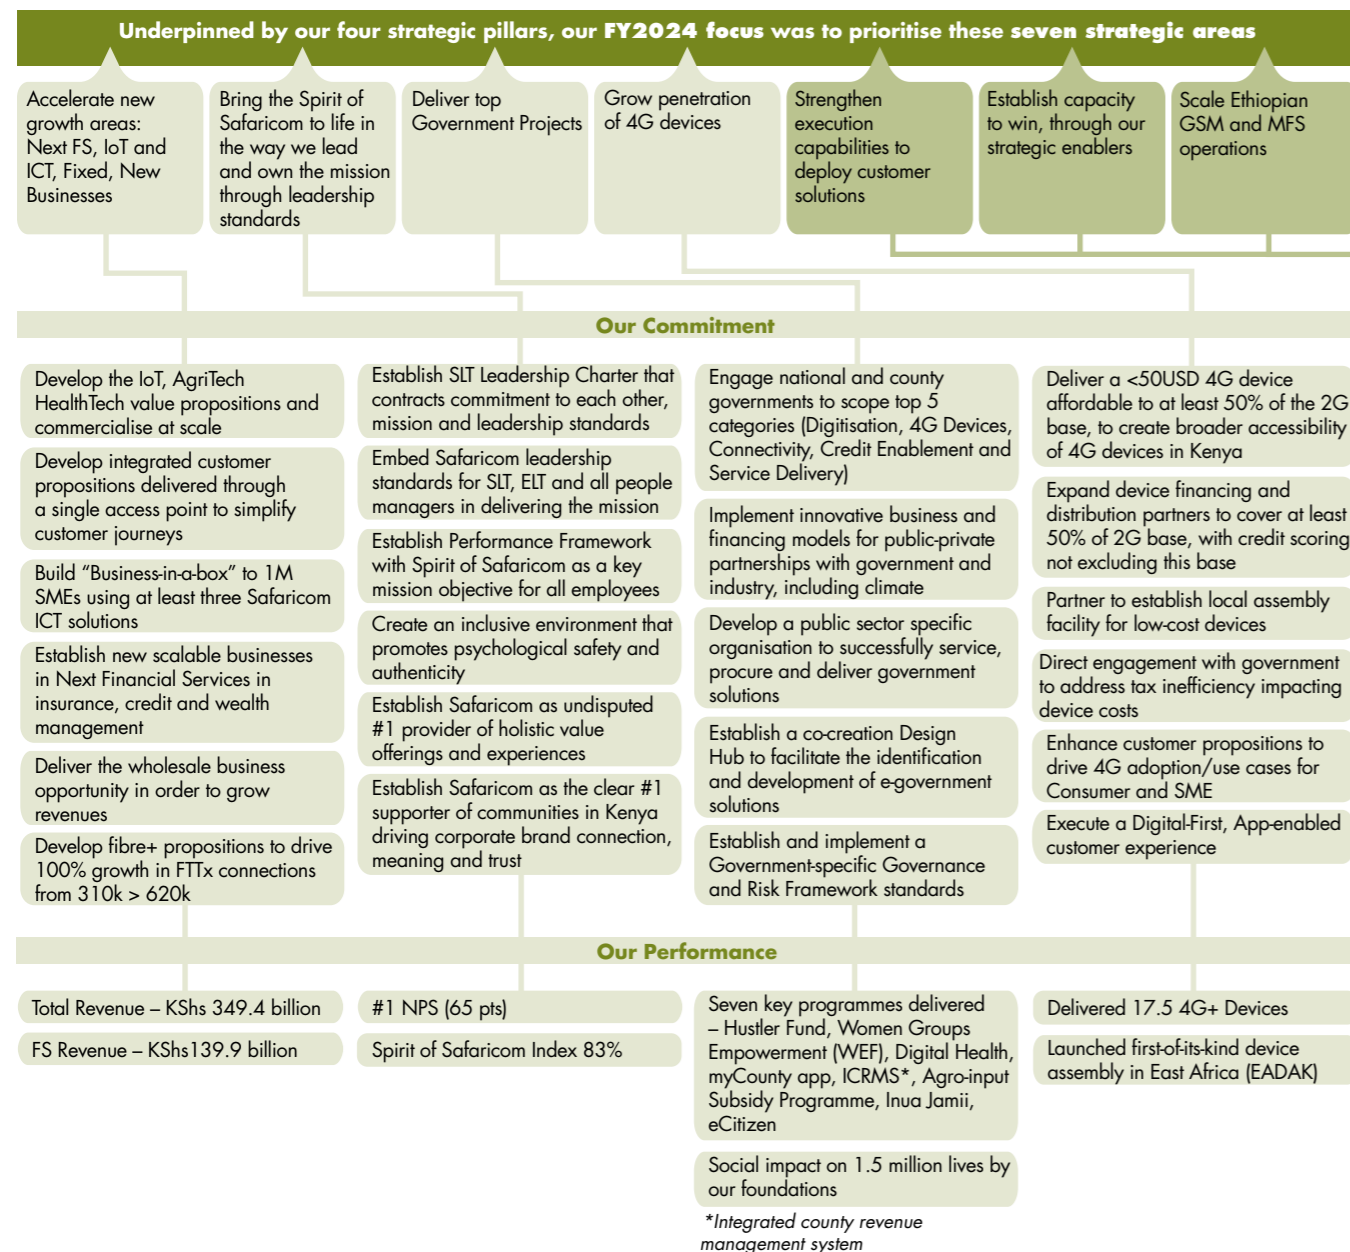 Underpinned by our four strategic pillars, our FY2024 focus was to prioritise these seven strategic areas
Accelerate new
growth areas:
Next FS, IoT and
ICT, Fixed, New
Businesses
Bring the Spirit of
Safaricom to life in
the way we lead
and own the mission
through leadership
standards
Deliver top
Government Projects
Grow penetration
of 4G devices
Strengthen
execution
capabilities to
deploy customer
solutions
Establish capacity
to win, through our
strategic enablers
Scale Ethiopian
GSM and MFS
operations
Our Commitment
Develop the IoT, AgriTech
HealthTech value propositions and
commercialise at scale
Develop integrated customer
propositions delivered through
a single access point to simplify
customer journeys
Build “Business-in-a-box” to 1M
SMEs using at least three Safaricom
ICT solutions
Establish new scalable businesses
in Next Financial Services in
insurance, credit and wealth
management
Deliver the wholesale business
opportunity in order to grow
revenues
Develop fibre+ propositions to drive
100% growth in FTTx connections
from 310k > 620k
Establish SLT Leadership Charter that
contracts commitment to each other,
mission and leadership standards
Embed Safaricom leadership
standards for SLT, ELT and all people
managers in delivering the mission
Establish Performance Framework
with Spirit of Safaricom as a key
mission objective for all employees
Create an inclusive environment that
promotes psychological safety and
authenticity
Establish Safaricom as undisputed
#1 provider of holistic value
offerings and experiences
Establish Safaricom as the clear #1
supporter of communities in Kenya
driving corporate brand connection,
meaning and trust
Engage national and county
governments to scope top 5
categories (Digitisation, 4G Devices,
Connectivity, Credit Enablement and
Service Delivery)
Implement innovative business and
financing models for public-private
partnerships with government and
industry, including climate
Develop a public sector specific
organisation to successfully service,
procure and deliver government
solutions
Establish a co-creation Design
Hub to facilitate the identification
and development of e-government
solutions
Establish and implement a
Government-specific Governance
and Risk Framework standards
Deliver a <50USD 4G device
affordable to at least 50% of the 2G
base, to create broader accessibility
of 4G devices in Kenya
Expand device financing and
distribution partners to cover at least
50% of 2G base, with credit scoring
not excluding this base
Partner to establish local assembly
facility for low-cost devices
Direct engagement with government
to address tax inefficiency impacting
device costs
Enhance customer propositions to
drive 4G adoption/use cases for
Consumer and SME
Execute a Digital-First, App-enabled
customer experience
Our Performance
Total Revenue – KShs 349.4 billion
FS Revenue – KShs139.9 billion
#1 NPS (65 pts)
Spirit of Safaricom Index 83%
Seven key programmes delivered
– Hustler Fund, Women Groups
Empowerment (WEF), Digital Health,
myCounty app, ICRMS*, Agro-input
Subsidy Programme, Inua Jamii,
eCitizen
Social impact on 1.5 million lives by
our foundations
*Integrated county revenue
management system
Delivered 17.5 4G+ Devices
Launched first-of-its-kind device
assembly in East Africa (EADAK)